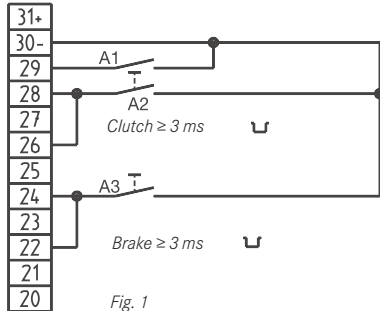 31+
30-
29
A1
28
A2
27
Clutch ≥ 3 ms
26
25
24
A3
23
22
Brake ≥ 3 ms
21
20
Fig. 1